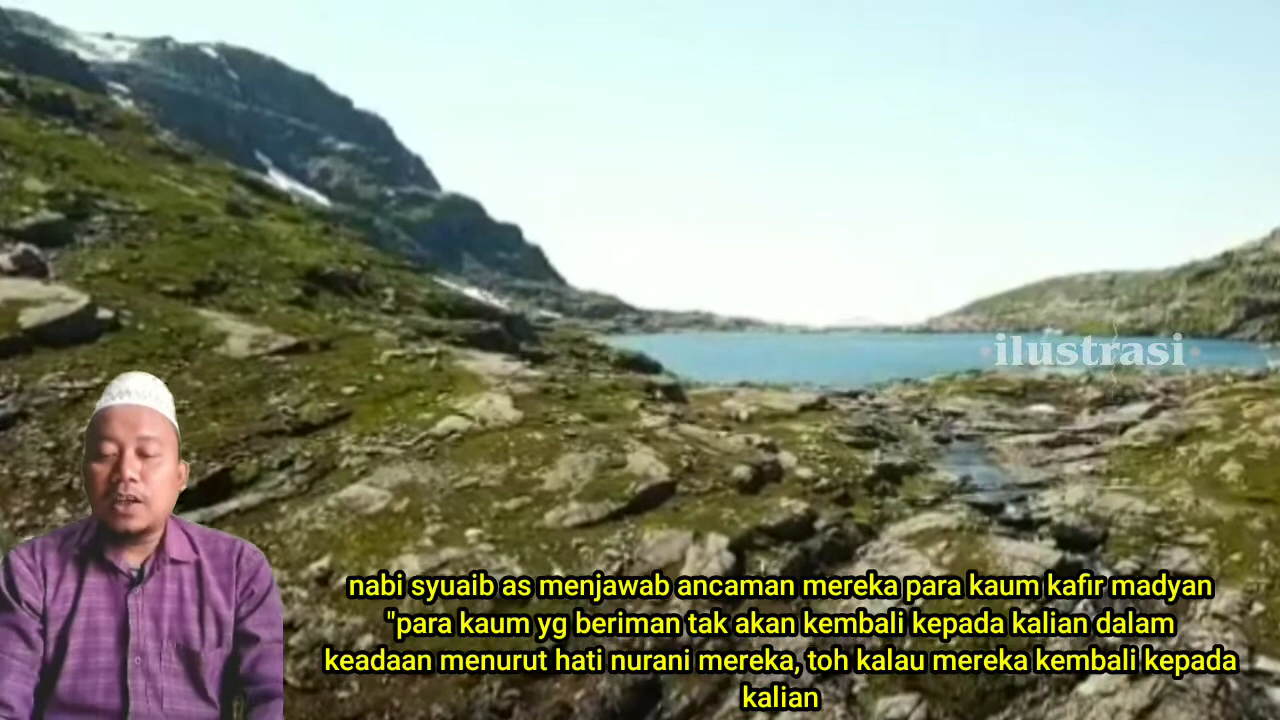 ilustrasi
nabi syuaib as menjawab ancaman mereka para kaum kafir madyan
"para kaum yg beriman tak akan kembali kepada kalian dalam
keadaan menurut hati nurani mereka, toh kalau mereka kembali kepada
kalian